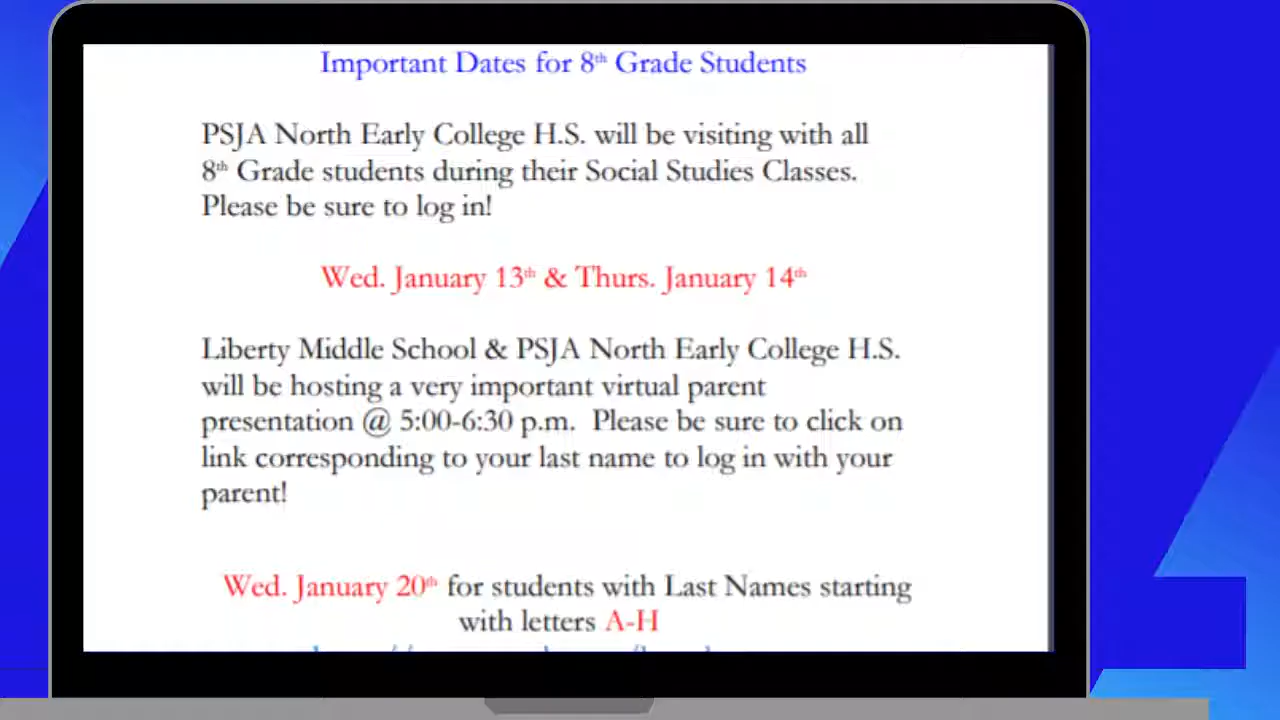 Important Dates for 8th Grade Students
PSJA North Early College H.S. will be visiting with all
8th Grade students during their Social Studies Classes.
Please be sure to log in!
Wed. January 13th & Thurs. January 14th
Liberty Middle School & PSJA North Early College H.S.
will be hosting a very important virtual parent
presentation @ 5:00-6:30 p.m. Please be sure to click on
link corresponding to your last name to log in with your
parent!
Wed. January 20th for students with Last Names starting
with letters A-H